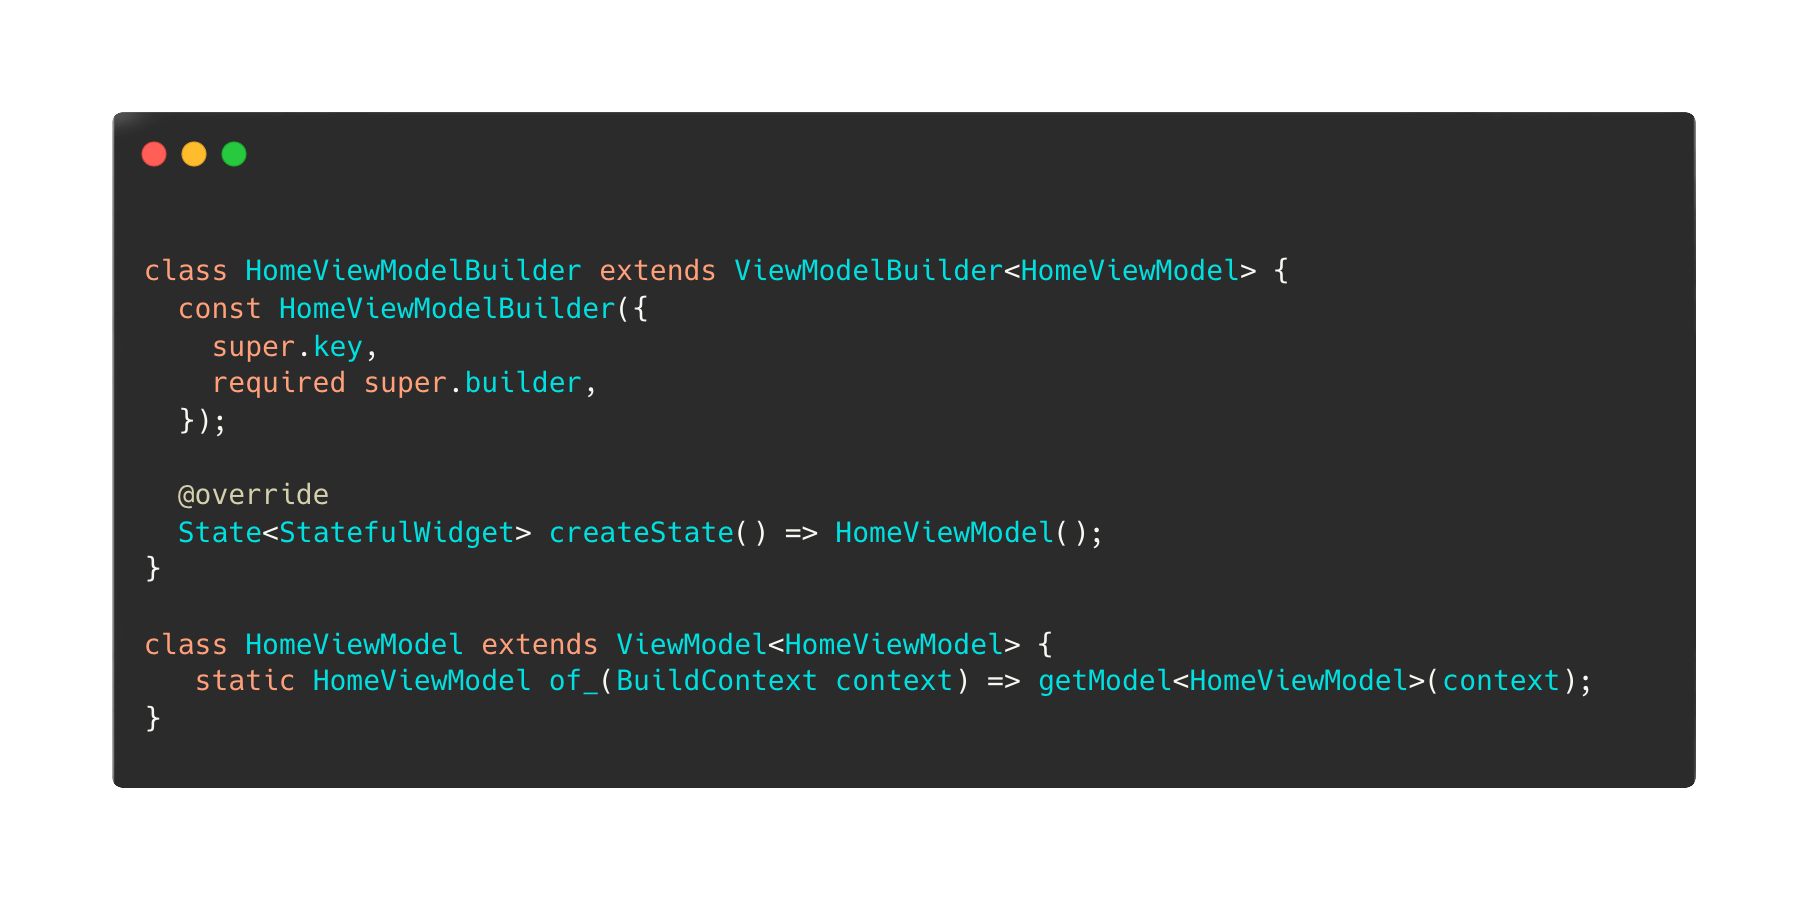 class HomeViewModelBuilder extends ViewModelBuilder<HomeViewModel> {
  const HomeViewModelBuilder({
    super.key,
    required super.builder,
  });

  @override
  State<StatefulWidget> createState() => HomeViewModel();
}

class HomeViewModel extends ViewModel<HomeViewModel> {
   static HomeViewModel of_(BuildContext context) => getModel<HomeViewModel>(context);
}